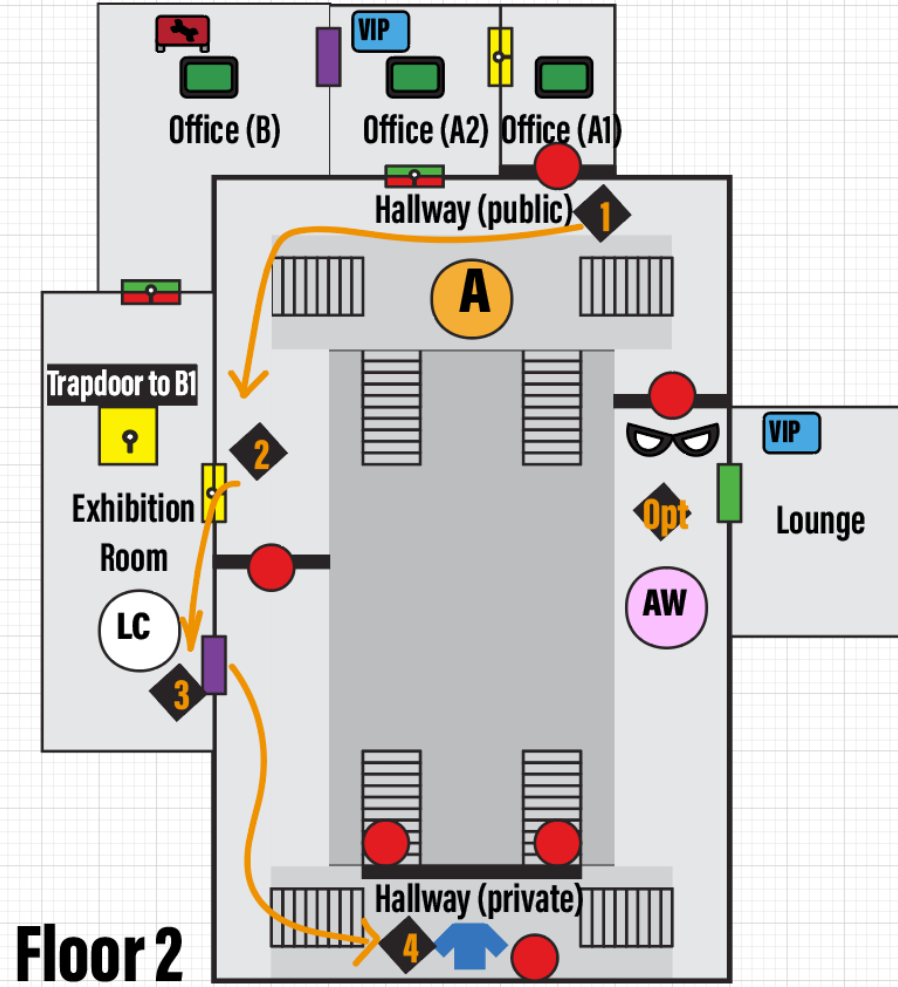 VIP
Office (B)
Office (A2)
Office (A1)
Hallway (public)
1
A
Trapdoor to B1
2
VIP
Exhibition
Room
Opt
Lounge
LC
AW
3
Hallway (private)
4
Floor 2